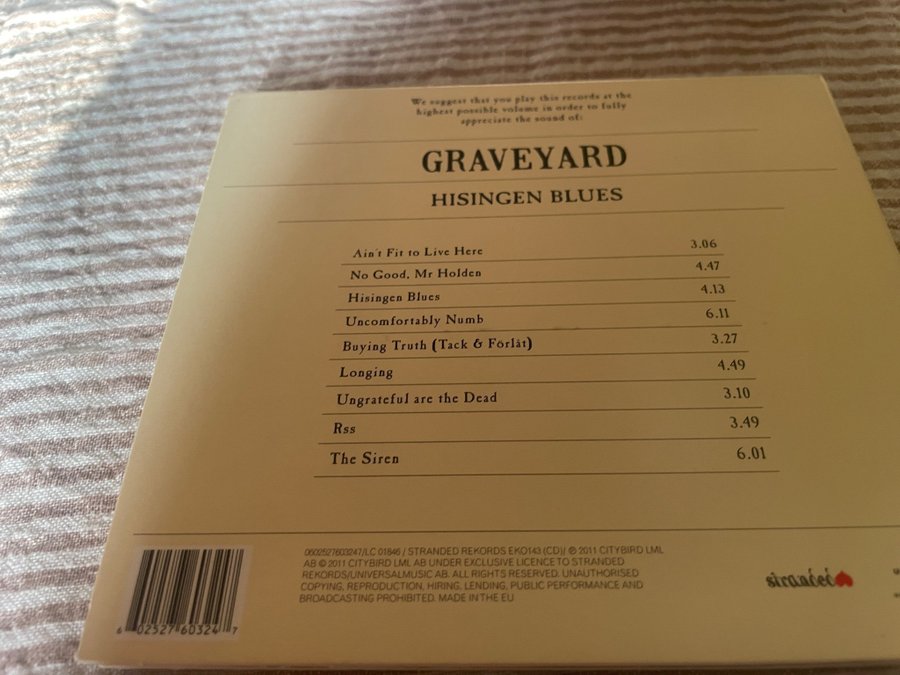 We suggest that you play this records at the
highest possible volume in order to fully
appreciate the sound of:
GRAVEYARD
HISINGEN BLUES
Ain't Fit to Live Here 3.06
No Good, Mr Holden 4.47
Hisingen Blues 4.13
Uncomfortably Numb 6.11
Buying Truth (Tack & Förlåt) 3.27
Longing 4.49
Ungrateful are the Dead 3.10
Rss 3.49
The Siren 6.01
0602527603247/LC 01846 / STRANDED REKORDS EKO143 (CD)/ ℗ 2011 CITYBIRD LML
AB © 2011 CITYBIRD LML AB UNDER EXCLUSIVE LICENCE TO STRANDED
REKORDS/UNIVERSALMUSIC AB. ALL RIGHTS RESERVED. UNAUTHORISED
COPYING, REPRODUCTION, HIRING, LENDING, PUBLIC PERFORMANCE AND
BROADCASTING PROHIBITED. MADE IN THE EU
stranded
6 02527 60324 7